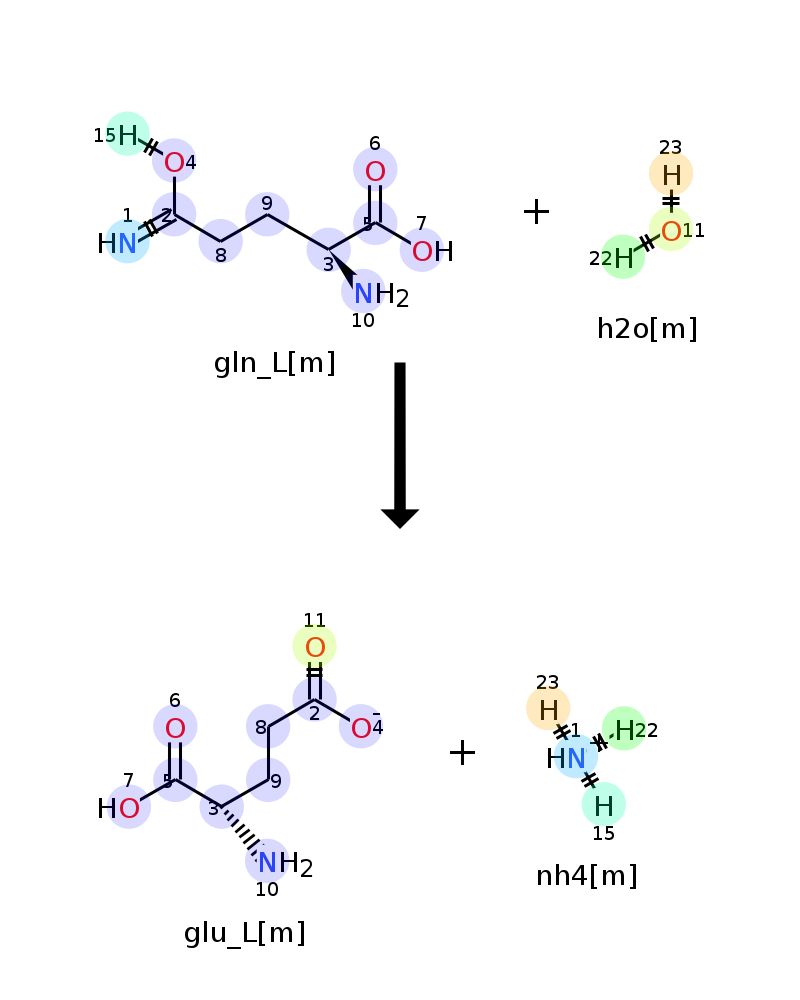 6
15H O4 O 23
H
1 2 9 5 7
HN 8 3 OH + O11
22H
NH2
10
h2o[m]
gln_L[m]
11
O
6 23
O 8 2 O4- H 1 H22
+ HN+
7 5 9
HO 3 H
15
NH2
10
nh4[m]
glu_L[m]